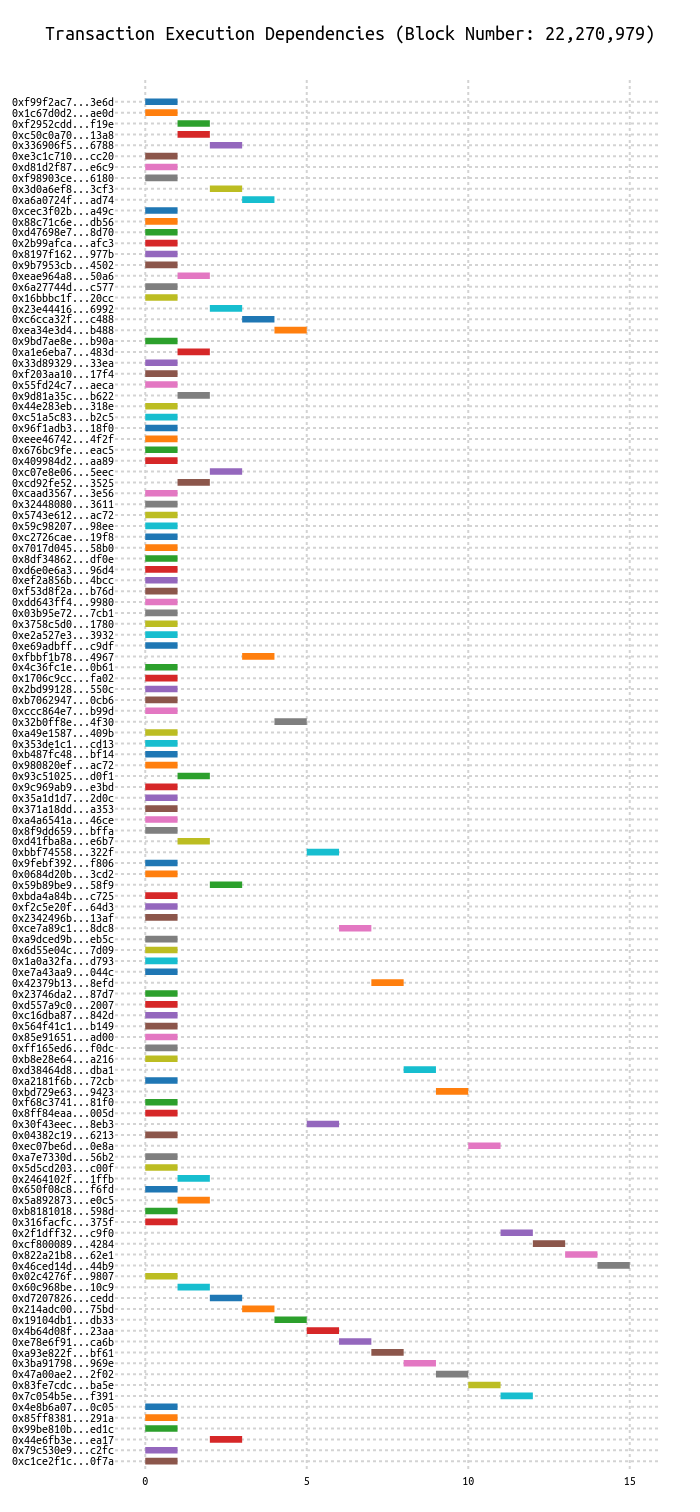 Transaction Execution Dependencies (Block Number: 22,270,979)
0xf99f2ac7...3e6d
0x1c67d0d2...ae0d
0xf2952cdd...f19e
0xc50c0a70...13a8
0x336906f5...6788
0xe3c1c710...cc20
0xd81d2f87...e6c9
0xf98903ce...6180
0x3d0a6ef8...3cf3
0xa6a0724f...ad74
0xcec3f02b...a49c
0x88c71c6e...db56
0xd47698e7...8d70
0x2b99afca...afc3
0x8197f162...977b
0x9b7953cb...4502
0xeae964a8...50a6
0x6a27744d...c577
0x16bbbc1f...20cc
0x23e44416...6992
0xc6cca32f...c488
0xea34e3d4...b488
0x9bd7ae8e...b90a
0xa1e6eba7...483d
0x33d89329...33ea
0xf203aa10...17f4
0x55fd24c7...aeca
0x9d81a35c...b622
0x44e283eb...318e
0xc51a5c83...b2c5
0x96f1adb3...18f0
0xeee46742...4f2f
0x676bc9fe...eac5
0x409984d2...aa89
0xc07e8e06...5eec
0xcd92fe52...3525
0xcaad3567...3e56
0x32448080...3611
0x5743e612...ac72
0x59c98207...98ee
0xc2726cae...19f8
0x7017d045...58b0
0x8df34862...df0e
0xd6e0e6a3...96d4
0xef2a856b...4bcc
0xf53d8f2a...b76d
0xdd643ff4...9980
0x03b95e72...7cb1
0x3758c5d0...1780
0xe2a527e3...3932
0xe69adbff...c9df
0xfbbf1b78...4967
0x4c36fc1e...0b61
0x1706c9cc...fa02
0x2bd99128...550c
0xb7062947...0cb6
0xccc864e7...b99d
0x32b0ff8e...4f30
0xa49e1587...409b
0x353de1c1...cd13
0xb487fc48...bf14
0x980820ef...ac72
0x93c51025...d0f1
0x9c969ab9...e3bd
0x35a1d1d7...2d0c
0x371a18dd...a353
0xa4a6541a...46ce
0x8f9dd659...bffa
0xd41fba8a...e6b7
0xbbf74558...322f
0x9febf392...f806
0x0684d20b...3cd2
0x59b89be9...58f9
0xbda4a84b...c725
0xf2c5e20f...64d3
0x2342496b...13af
0xce7a89c1...8dc8
0xa9dced9b...eb5c
0x6d55e04c...7d09
0x1a0a32fa...d793
0xe7a43aa9...044c
0x42379b13...8efd
0x23746da2...87d7
0xd557a9c0...2007
0xc16dba87...842d
0x564f41c1...b149
0x85e91651...ad00
0xff165ed6...f0dc
0xb8e28e64...a216
0xd38464d8...dba1
0xa2181f6b...72cb
0xbd729e63...9423
0xf68c3741...81f0
0x8ff84eaa...005d
0x30f43eec...8eb3
0x04382c19...6213
0xec07be6d...0e8a
0xa7e7330d...56b2
0x5d5cd203...c00f
0x2464102f...1ffb
0x650f08c8...f6fd
0x5a892873...e0c5
0xb8181018...598d
0x316facfc...375f
0x2f1dff32...c9f0
0xcf800089...4284
0x822a21b8...62e1
0x46ced14d...44b9
0x02c4276f...9807
0x60c968be...10c9
0xd7207826...cedd
0x214adc00...75bd
0x19104db1...db33
0x4b64d08f...23aa
0xe78e6f91...ca6b
0xa93e822f...bf61
0x3ba91798...969e
0x47a00ae2...2f02
0x83fe7cdc...ba5e
0x7c054b5e...f391
0x4e8b6a07...0c05
0x85ff8381...291a
0x99be810b...ed1c
0x44e6fb3e...ea17
0x79c530e9...c2fc
0xc1ce2f1c...0f7a
0 5 10 15